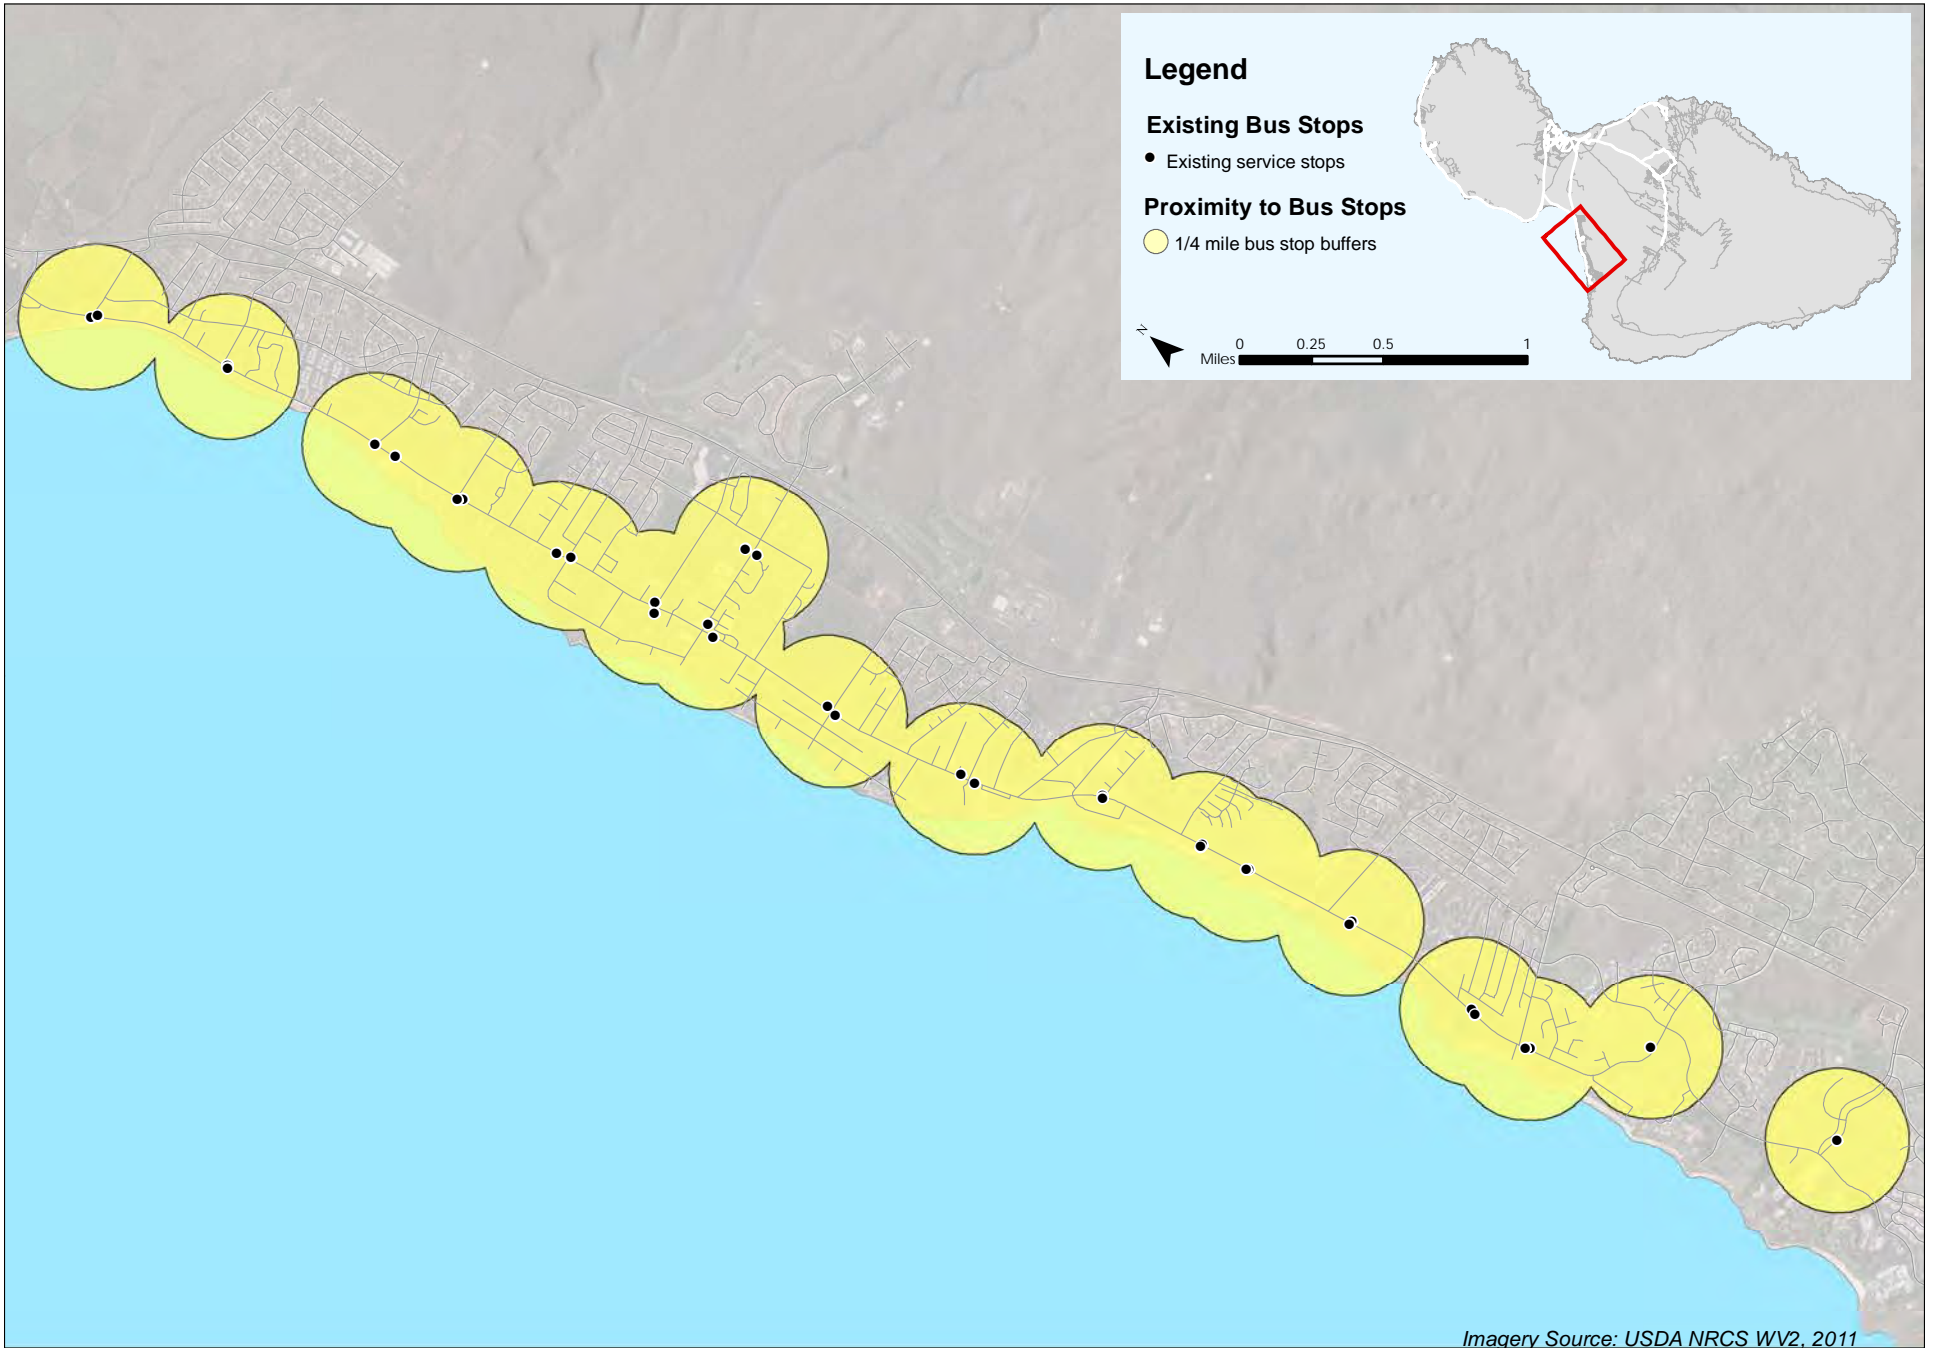 Legend
Existing Bus Stops
Existing service stops
Proximity to Bus Stops
1/4 mile bus stop buffers
N
0 0.25 0.5 1
Miles
Imagery Source: USDA NRCS WV2, 2011